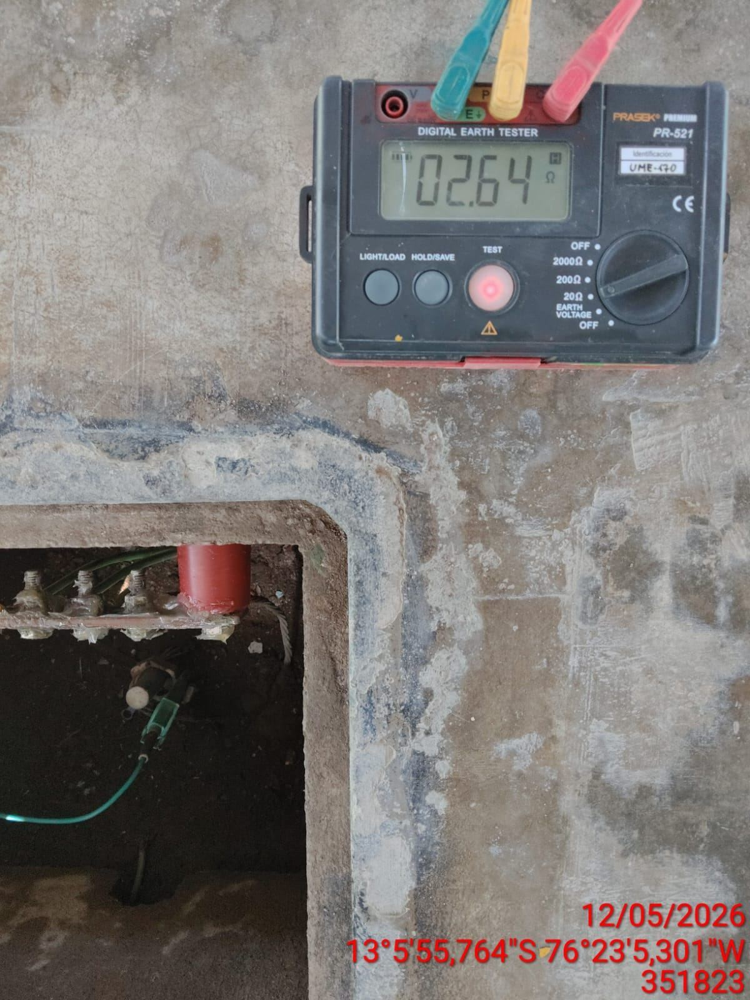 V
P
E
DIGITAL EARTH TESTER
PRASEK® PREMIUM
PR-521
Identificación
UME-170
02.64
H
Ω
CE
LIGHT/LOAD HOLD/SAVE TEST
OFF
2000Ω
200Ω
20Ω
EARTH
VOLTAGE
OFF
12/05/2026
13°5'55,764"S 76°23'5,301"W
351823